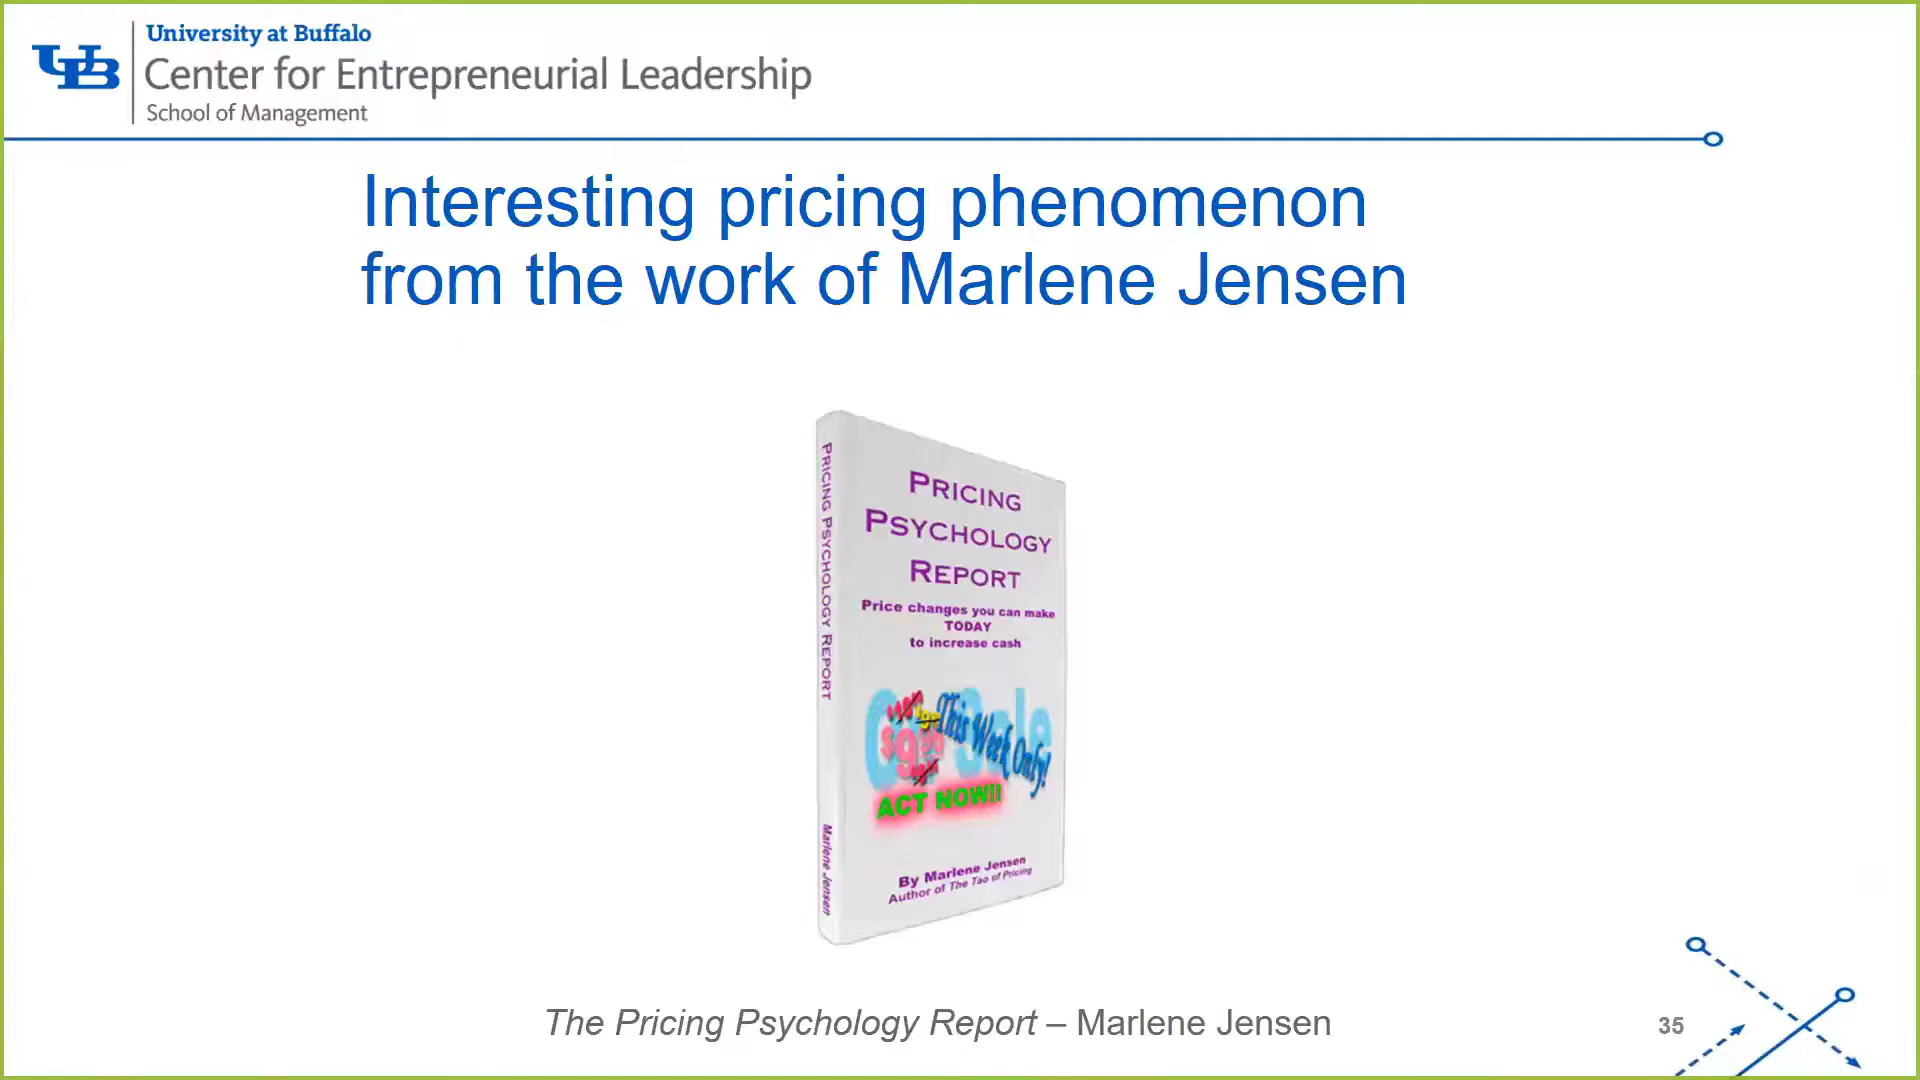 University at Buffalo
Center for Entrepreneurial Leadership
School of Management
Interesting pricing phenomenon
from the work of Marlene Jensen
PRICING PSYCHOLOGY REPORT
Marlene Jensen
PRICING
PSYCHOLOGY
REPORT
Price changes you can make
TODAY
to increase cash
This Week Only!
ACT NOW!!
By Marlene Jensen
Author of The Tao of Pricing
The Pricing Psychology Report – Marlene Jensen
35